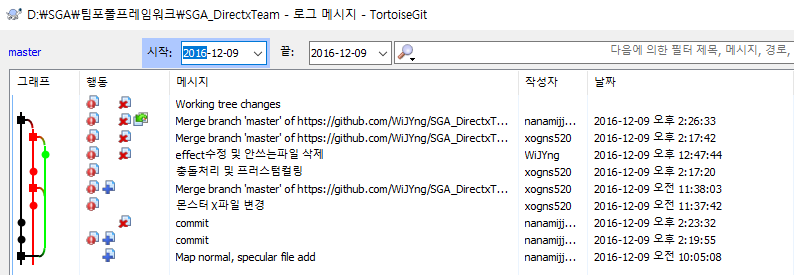 D:\SGA\팀포폴프레임워크\SGA_DirectxTeam - 로그 메시지 - TortoiseGit
master 시작: 2016-12-09 끝: 2016-12-09 다음에 의한 필터 제목, 메시지, 경로,
그래프 행동 메시지 작성자 날짜
Working tree changes
Merge branch 'master' of https://github.com/WiJYng/SGA_DirectxT... nanamijj... 2016-12-09 오후 2:26:33
Merge branch 'master' of https://github.com/WiJYng/SGA_DirectxT... xogns520 2016-12-09 오후 2:17:42
effect수정 및 안쓰는파일 삭제 WiJYng 2016-12-09 오후 12:47:44
충돌처리 및 프러스텀컬링 xogns520 2016-12-09 오후 2:17:20
Merge branch 'master' of https://github.com/WiJYng/SGA_DirectxT... xogns520 2016-12-09 오전 11:38:03
몬스터 X파일 변경 xogns520 2016-12-09 오전 11:37:42
commit nanamijj... 2016-12-09 오후 2:23:32
commit nanamijj... 2016-12-09 오후 2:19:55
Map normal, specular file add nanamijj... 2016-12-09 오전 10:05:08